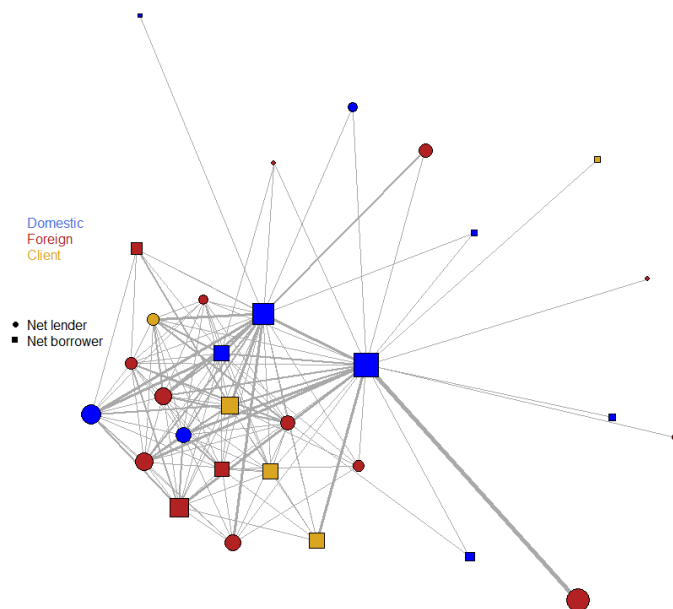 Domestic
Foreign
Client
Net lender
Net borrower